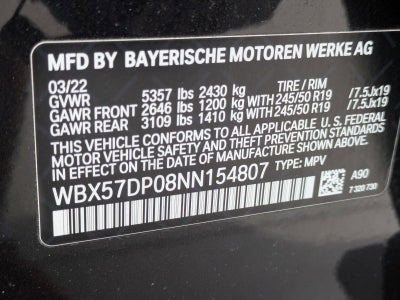 MFD BY BAYERISCHE MOTOREN WERKE AG
03/22 TIRE / RIM
GVWR 5357 lbs 2430 kg
GAWR FRONT 2646 lbs 1200 kg WITH 245/50 R19 /7.5Jx19
GAWR REAR 3109 lbs 1410 kg WITH 245/50 R19 /7.5Jx19
THIS VEHICLE CONFORMS TO ALL APPLICABLE U.S. FEDERAL
MOTOR VEHICLE SAFETY AND THEFT PREVENTION STANDARDS
IN EFFECT ON THE DATE OF MANUFACTURE SHOWN ABOVE.
WBX57DP08NN154807 TYPE: MPV
A90
7 320 730